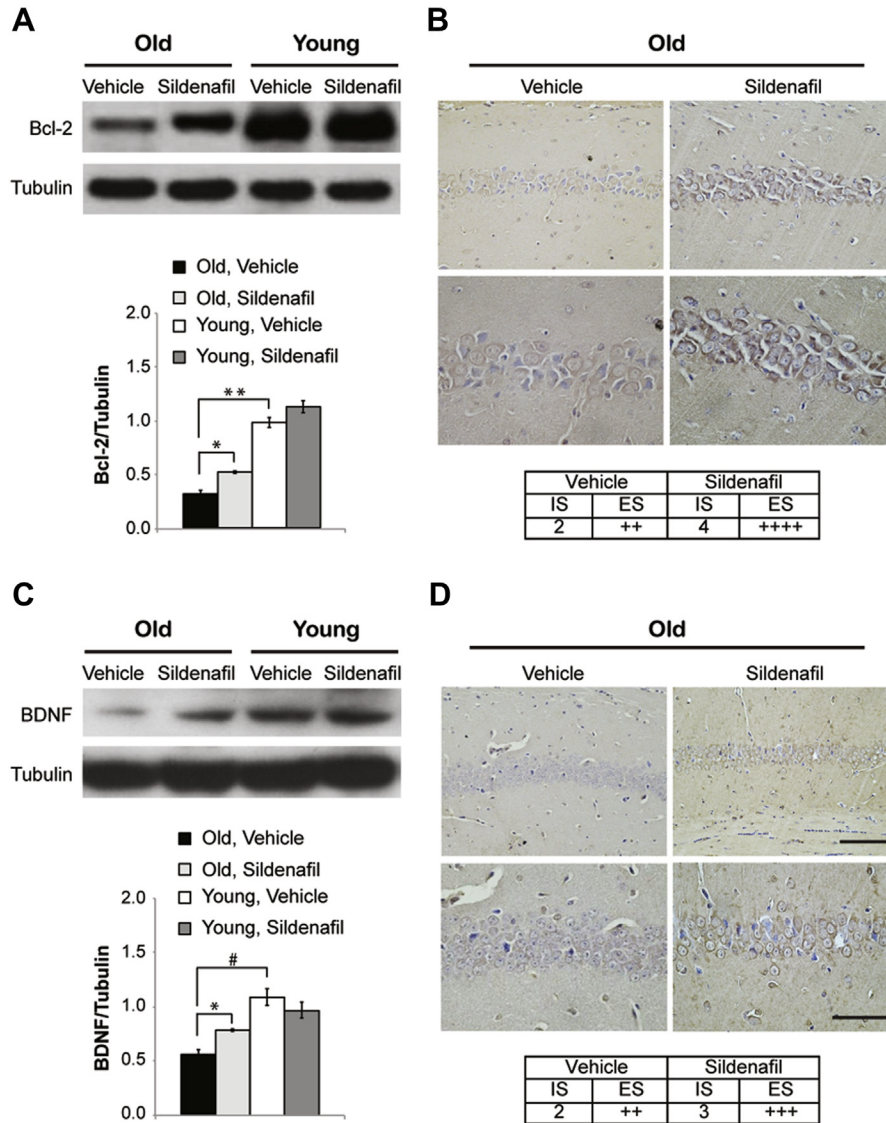 A
Old Young
Vehicle Sildenafil Vehicle Sildenafil
Bcl-2
Tubulin
Old, Vehicle
Old, Sildenafil
Young, Vehicle
Young, Sildenafil
Bcl-2/Tubulin
2.0
1.5
1.0
0.5
0.0
**
*
B
Old
Vehicle Sildenafil
Vehicle Sildenafil
IS ES IS ES
2 ++ 4 ++++
C
Old Young
Vehicle Sildenafil Vehicle Sildenafil
BDNF
Tubulin
Old, Vehicle
Old, Sildenafil
Young, Vehicle
Young, Sildenafil
BDNF/Tubulin
2.0
1.5
1.0
0.5
0.0
#
*
D
Old
Vehicle Sildenafil
Vehicle Sildenafil
IS ES IS ES
2 ++ 3 +++